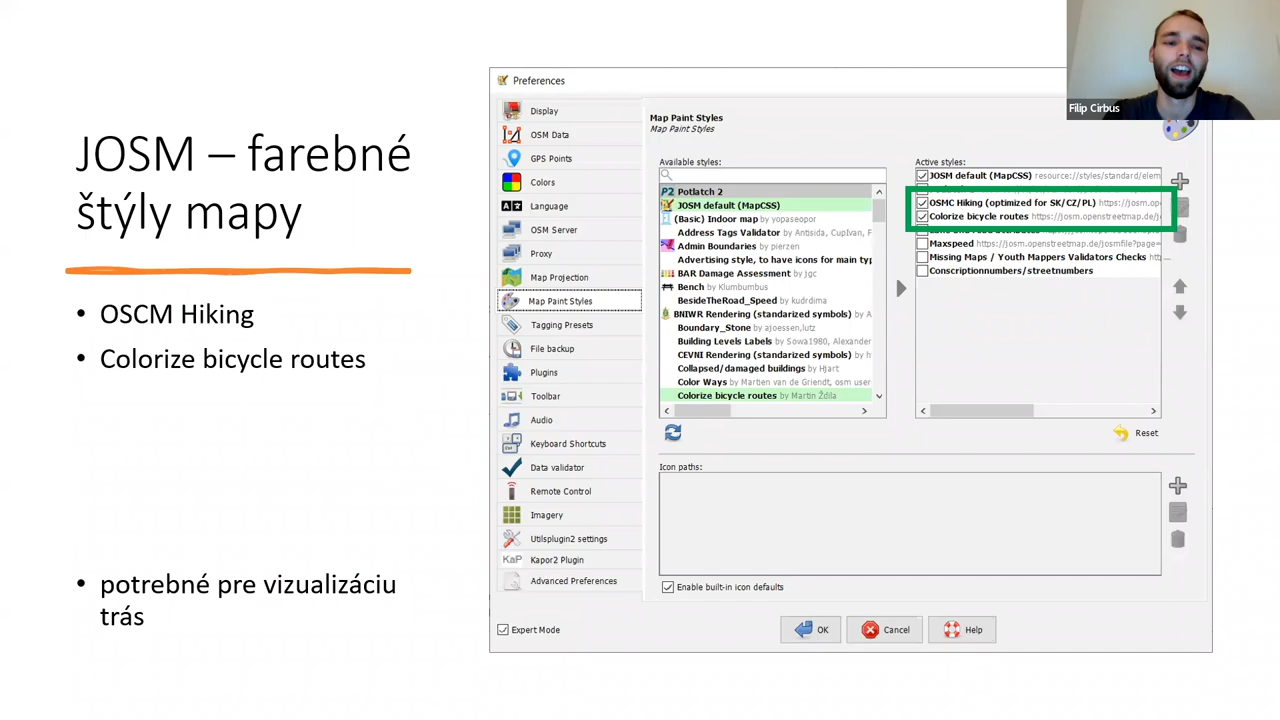 JOSM – farebné
štýly mapy
• OSCM Hiking
• Colorize bicycle routes
• potrebné pre vizualizáciu
trás
Preferences
Display
OSM Data
GPS Points
Colors
Language
OSM Server
Proxy
Map Projection
Map Paint Styles
Tagging Presets
File backup
Plugins
Toolbar
Audio
Keyboard Shortcuts
Data validator
Remote Control
Imagery
Utilsplugin2 settings
KaP Kapor2 Plugin
Advanced Preferences
Expert Mode
Map Paint Styles
Map Paint Styles
Available styles:
P2 Potlatch 2
JOSM default (MapCSS)
(Basic) Indoor map by yopaseopor
Address Tags Validator by Antisida, CupIvan, F
Admin Boundaries by pierzen
Advertising style, to have icons for main typ
BAR Damage Assessment by jgc
Bench by Klumbumbus
BesideTheRoad_Speed by kudrdima
BNIWR Rendering (standarized symbols) by
Boundary_Stone by ajoessen,lutz
Building Levels Labels by Sowa1980, Alexander
CEVNI Rendering (standarized symbols) by h
Collapsed/damaged buildings by Hjart
Color Ways by Martien van de Griendt, osm user
Colorize bicycle routes by Martin Ždila
Active styles:
JOSM default (MapCSS) resource://styles/standard/elem
OSMC Hiking (optimized for SK/CZ/PL) https://josm.ope
Colorize bicycle routes https://josm.openstreetmap.de/j
Maxspeed https://josm.openstreetmap.de/josmfile?page=
Missing Maps / Youth Mappers Validators Checks htt
Conscriptionnumbers/streetnumbers
Reset
Icon paths:
Enable built-in icon defaults
OK
Cancel
Help
Filip Cirbus